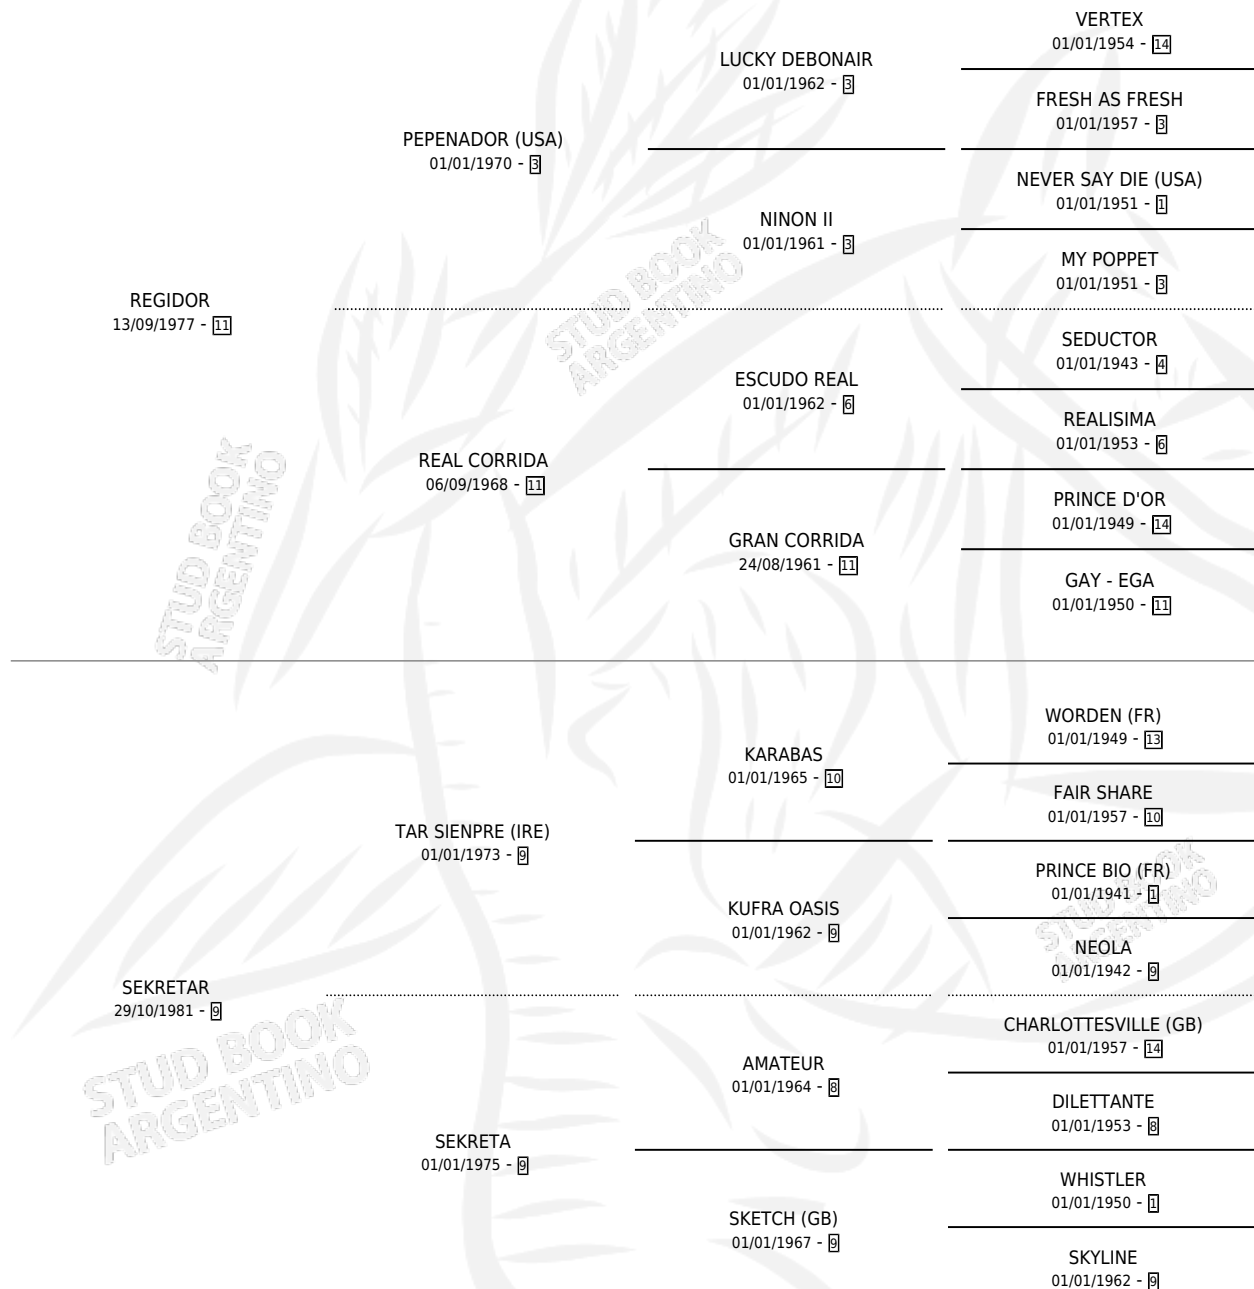 VERTEX
01/01/1954 - 14
LUCKY DEBONAIR
01/01/1962 - 3
FRESH AS FRESH
01/01/1957 - 3
PEPENADOR (USA)
01/01/1970 - 3
NEVER SAY DIE (USA)
01/01/1951 - 1
NINON II
01/01/1961 - 3
MY POPPET
01/01/1951 - 3
REGIDOR
13/09/1977 - 11
SEDUCTOR
01/01/1943 - 4
ESCUDO REAL
01/01/1962 - 6
REALISIMA
01/01/1953 - 6
REAL CORRIDA
06/09/1968 - 11
PRINCE D'OR
01/01/1949 - 14
GRAN CORRIDA
24/08/1961 - 11
GAY - EGA
01/01/1950 - 11
WORDEN (FR)
01/01/1949 - 13
KARABAS
01/01/1965 - 10
FAIR SHARE
01/01/1957 - 10
TAR SIENPRE (IRE)
01/01/1973 - 9
PRINCE BIO (FR)
01/01/1941 - 1
KUFRA OASIS
01/01/1962 - 9
NEOLA
01/01/1942 - 9
SEKRETAR
29/10/1981 - 9
CHARLOTTESVILLE (GB)
01/01/1957 - 14
AMATEUR
01/01/1964 - 8
DILETTANTE
01/01/1953 - 8
SEKRETA
01/01/1975 - 9
WHISTLER
01/01/1950 - 1
SKETCH (GB)
01/01/1967 - 9
SKYLINE
01/01/1962 - 9
STUD BOOK
ARGENTINO
STUD BOOK
ARGENTINO
STUD BOOK
ARGENTINO
STUD BOOK
ARGENTINO